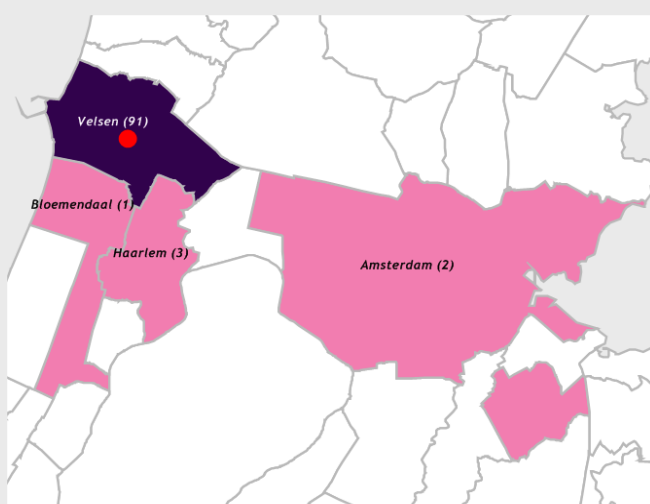 Velsen (91)
Bloemendaal (1)
Haarlem (3)
Amsterdam (2)